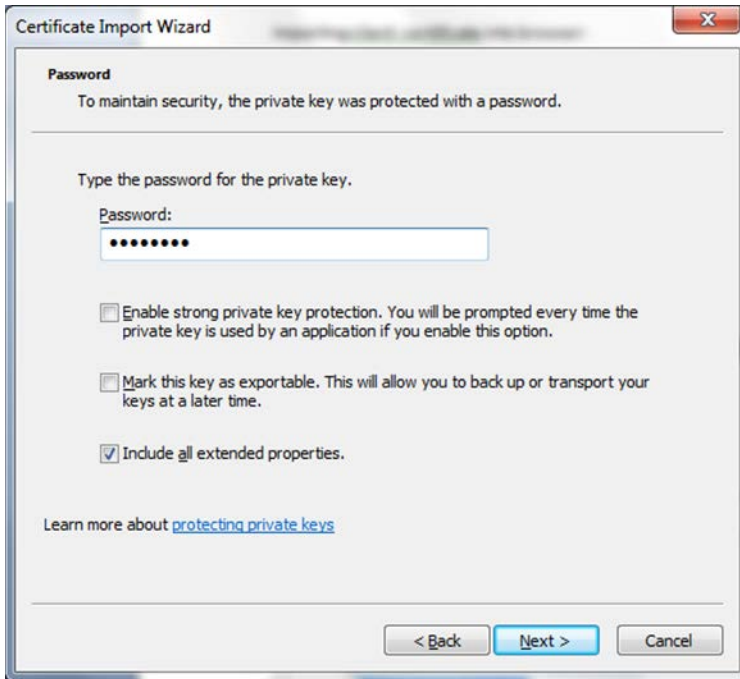 Certificate Import Wizard
Password
To maintain security, the private key was protected with a password.
Type the password for the private key.
Password:
••••••••
Enable strong private key protection. You will be prompted every time the
private key is used by an application if you enable this option.
Mark this key as exportable. This will allow you to back up or transport your
keys at a later time.
Include all extended properties.
Learn more about protecting private keys
< Back
Next >
Cancel